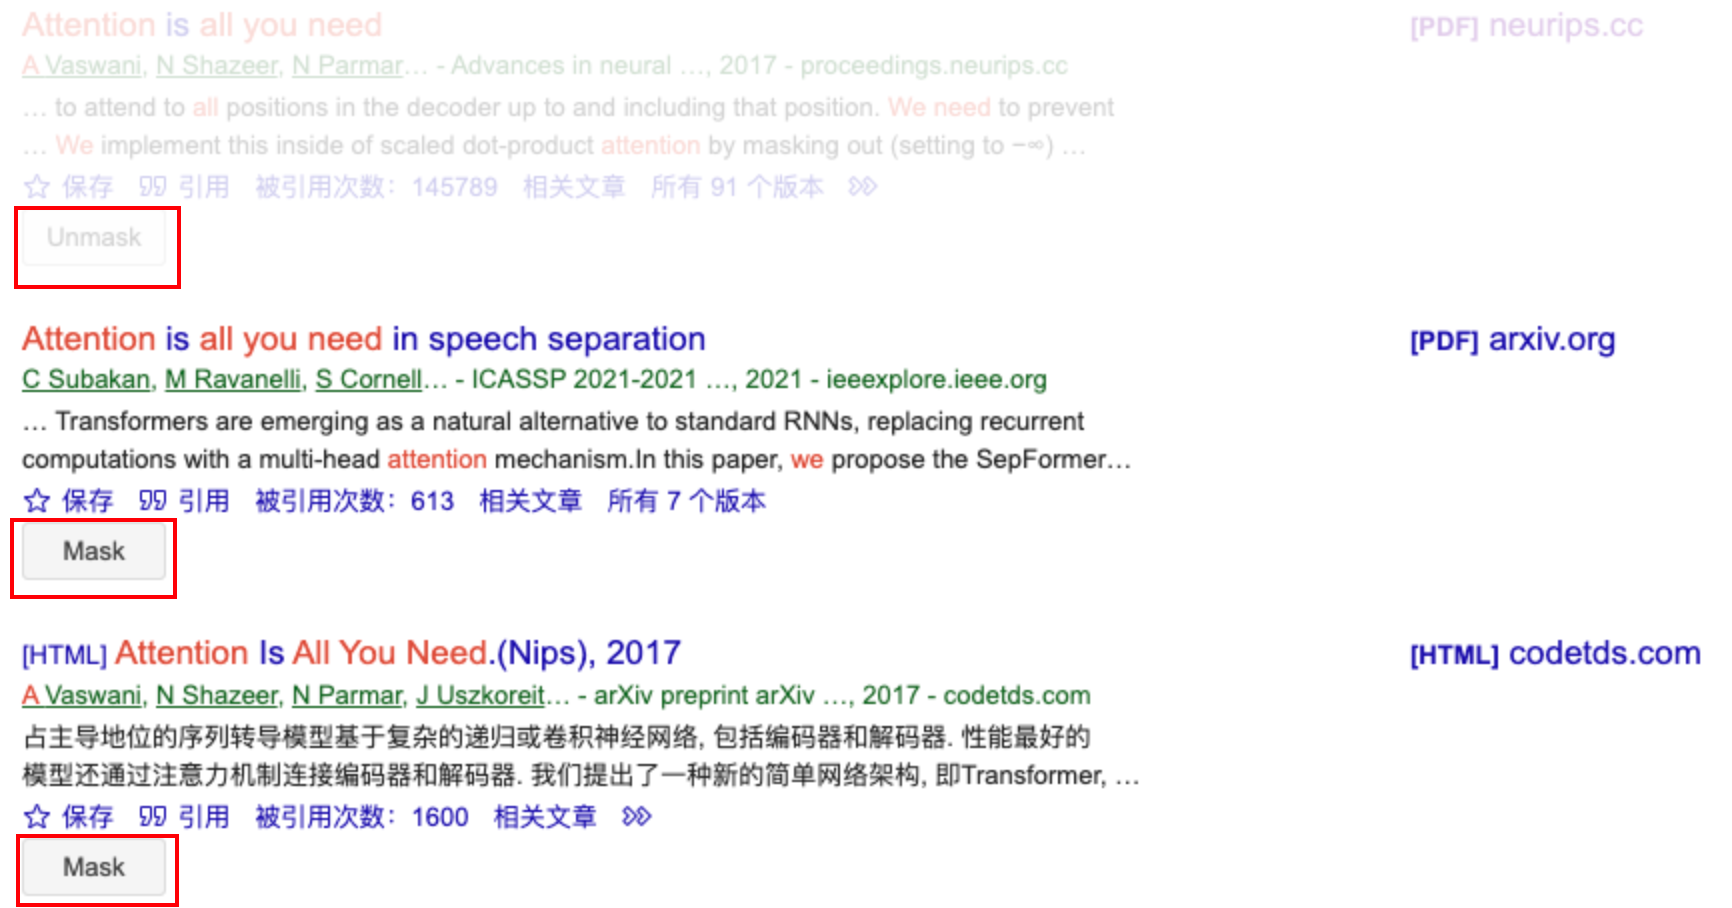 Attention is all you need
[PDF] neurips.cc
A Vaswani, N Shazeer, N Parmar… - Advances in neural …, 2017 - proceedings.neurips.cc
… to attend to all positions in the decoder up to and including that position. We need to prevent
… We implement this inside of scaled dot-product attention by masking out (setting to −∞) …
保存 引用 被引用次数：145789 相关文章 所有 91 个版本
Unmask
Attention is all you need in speech separation
[PDF] arxiv.org
C Subakan, M Ravanelli, S Cornell… - ICASSP 2021-2021 …, 2021 - ieeexplore.ieee.org
… Transformers are emerging as a natural alternative to standard RNNs, replacing recurrent
computations with a multi-head attention mechanism.In this paper, we propose the SepFormer…
保存 引用 被引用次数：613 相关文章 所有 7 个版本
Mask
[HTML] Attention Is All You Need.(Nips), 2017
[HTML] codetds.com
A Vaswani, N Shazeer, N Parmar, J Uszkoreit… - arXiv preprint arXiv …, 2017 - codetds.com
占主导地位的序列转导模型基于复杂的递归或卷积神经网络, 包括编码器和解码器. 性能最好的
模型还通过注意力机制连接编码器和解码器. 我们提出了一种新的简单网络架构, 即Transformer, …
保存 引用 被引用次数：1600 相关文章
Mask